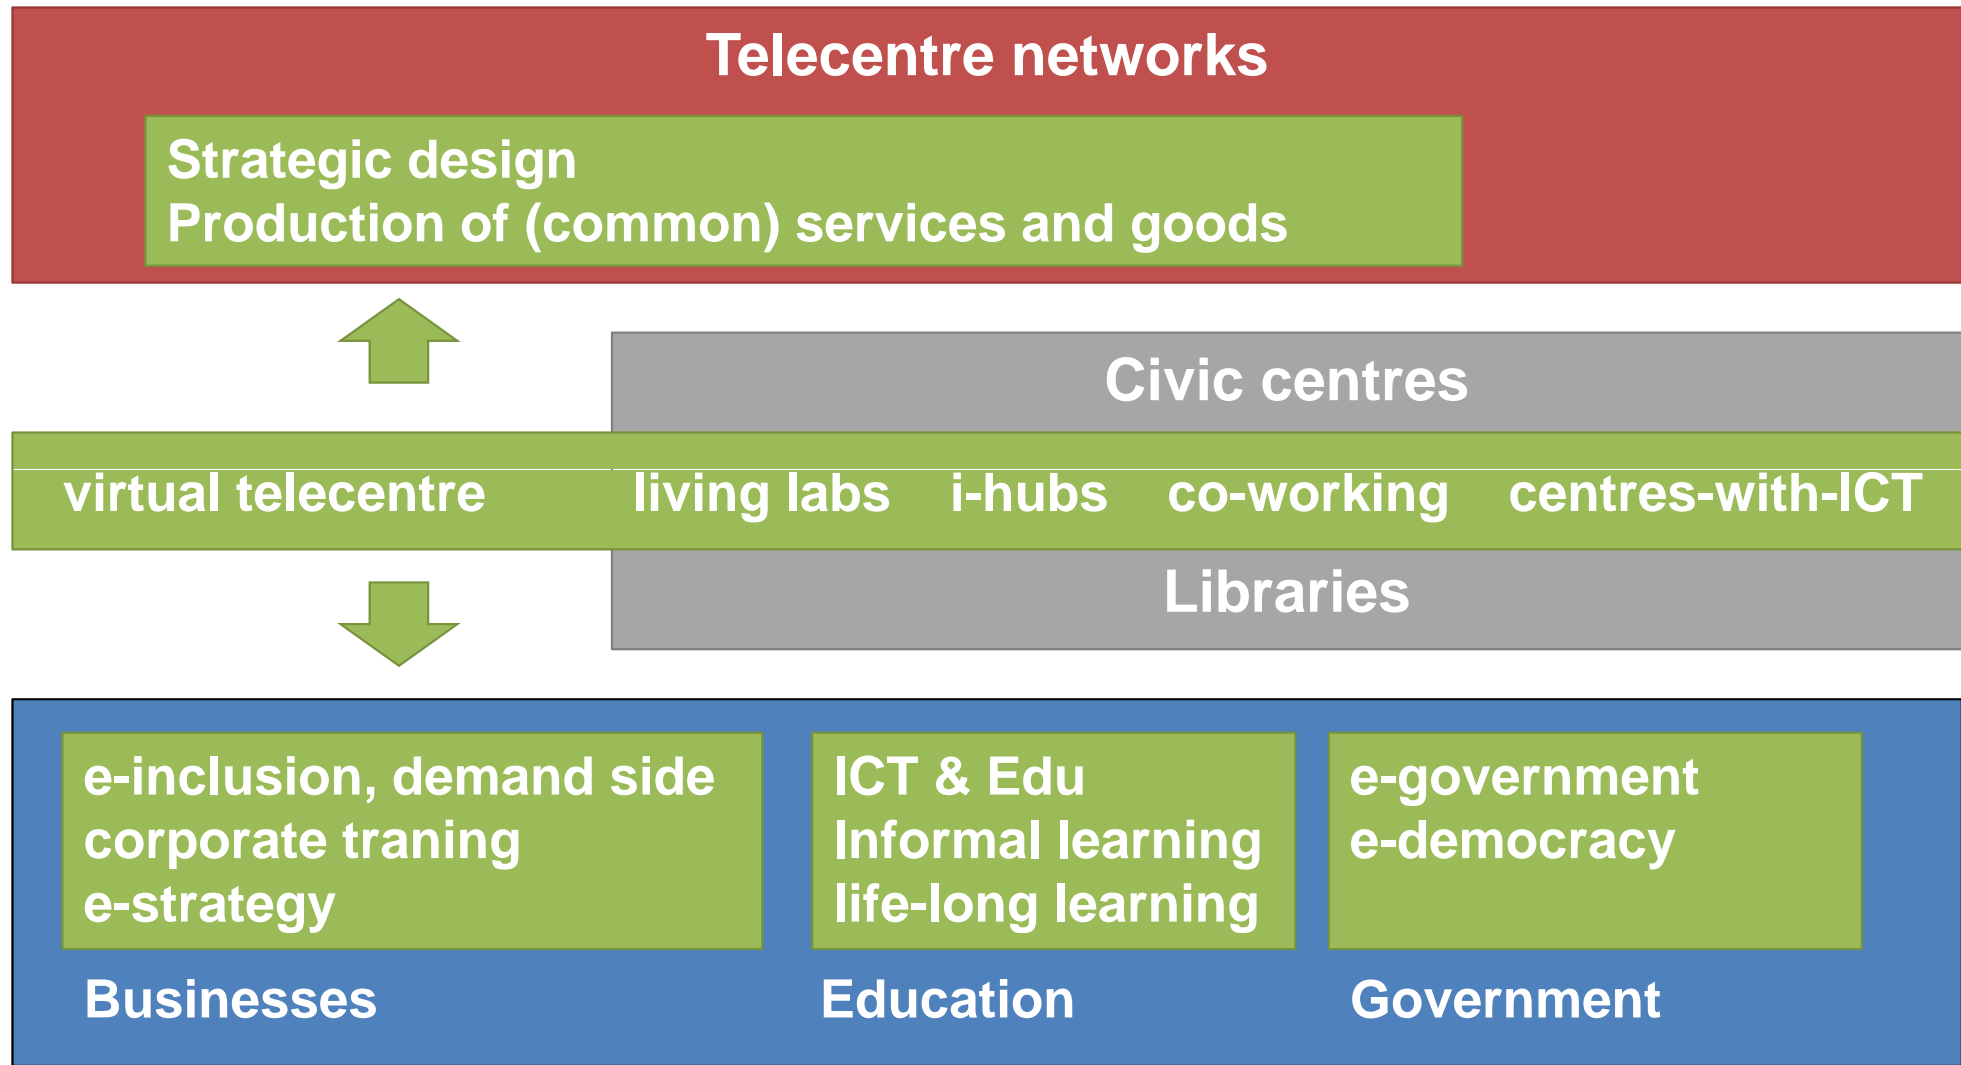 Telecentre networks
Strategic design
Production of (common) services and goods
Civic centres
virtual telecentre living labs i-hubs co-working centres-with-ICT
Libraries
e-inclusion, demand side
corporate traning
e-strategy
Businesses
ICT & Edu
Informal learning
life-long learning
Education
e-government
e-democracy
Government